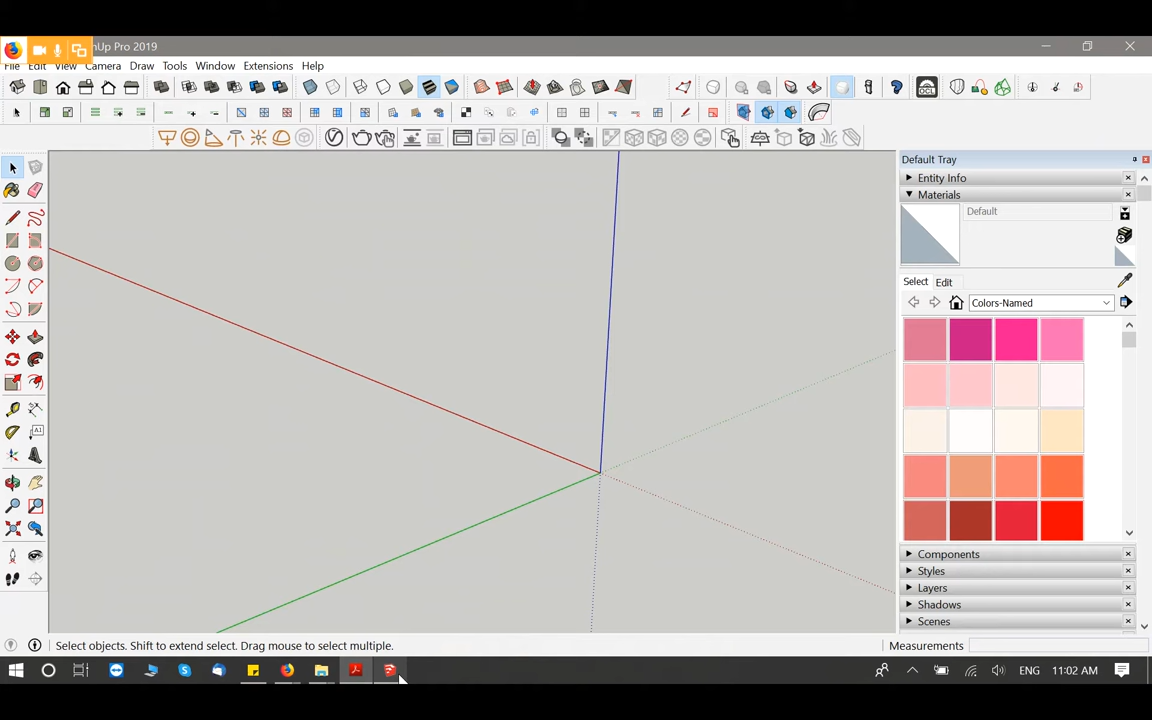 nUp Pro 2019
File Edit View Camera Draw Tools Window Extensions Help
Default Tray
Entity Info
Materials
Default
Select Edit
Colors-Named
Components
Styles
Layers
Shadows
Scenes
Select objects. Shift to extend select. Drag mouse to select multiple.
Measurements
ENG 11:02 AM